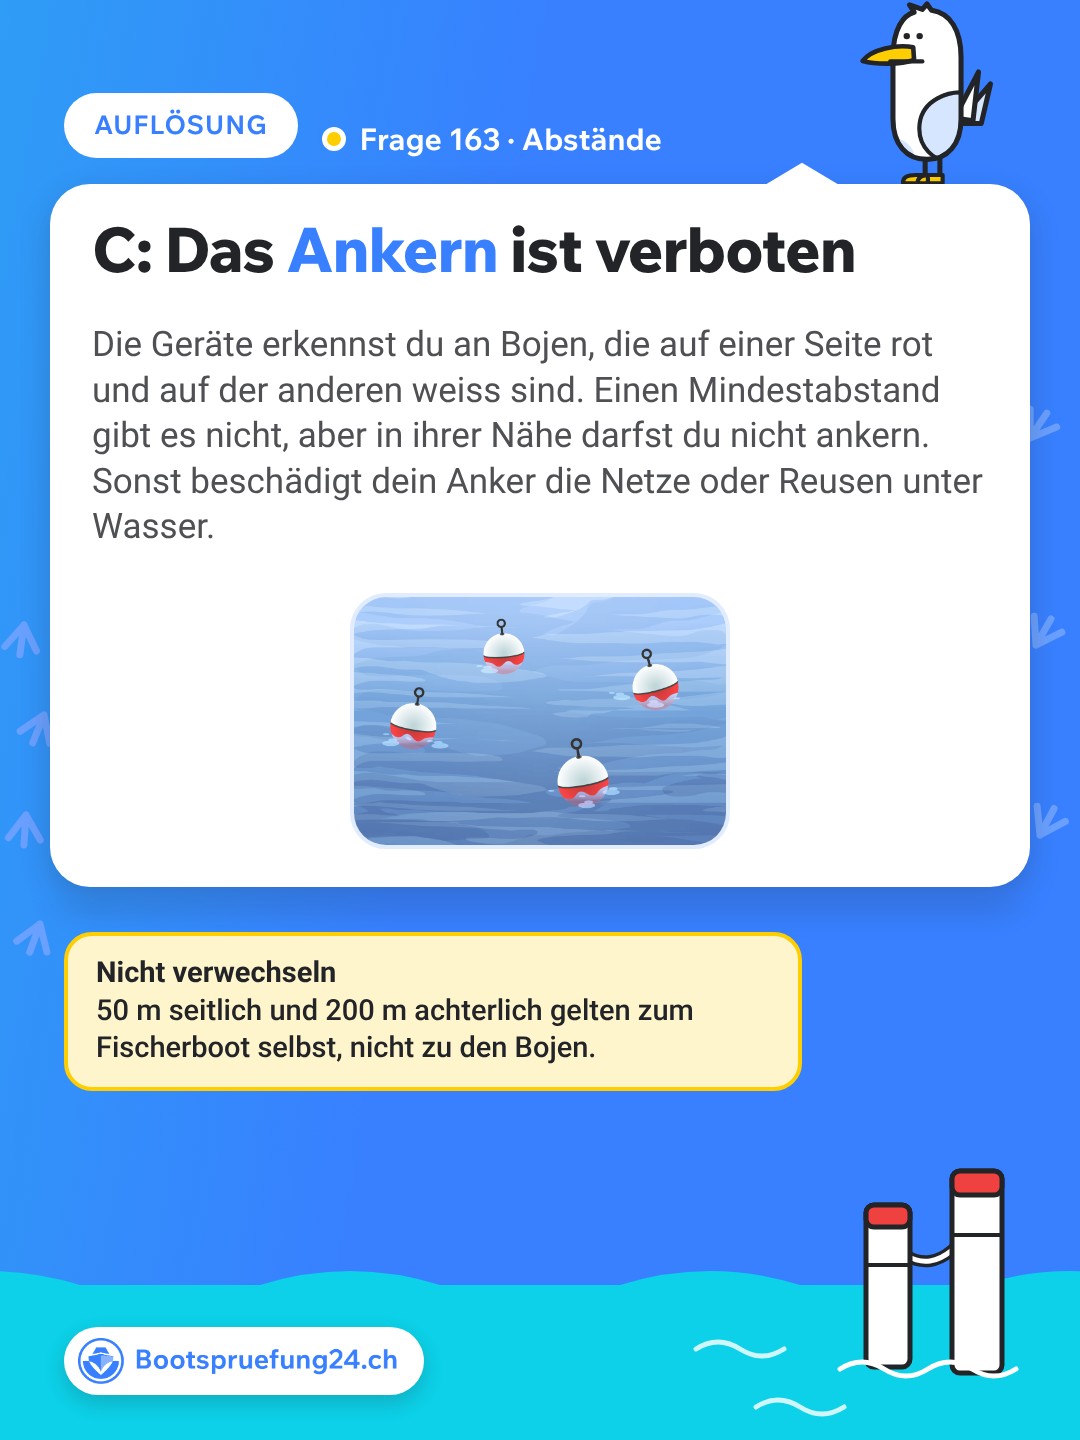 AUFLÖSUNG
Frage 163 · Abstände
C: Das Ankern ist verboten
Die Geräte erkennst du an Bojen, die auf einer Seite rot
und auf der anderen weiss sind. Einen Mindestabstand
gibt es nicht, aber in ihrer Nähe darfst du nicht ankern.
Sonst beschädigt dein Anker die Netze oder Reusen unter
Wasser.
Nicht verwechseln
50 m seitlich und 200 m achterlich gelten zum
Fischerboot selbst, nicht zu den Bojen.
Bootspruefung24.ch